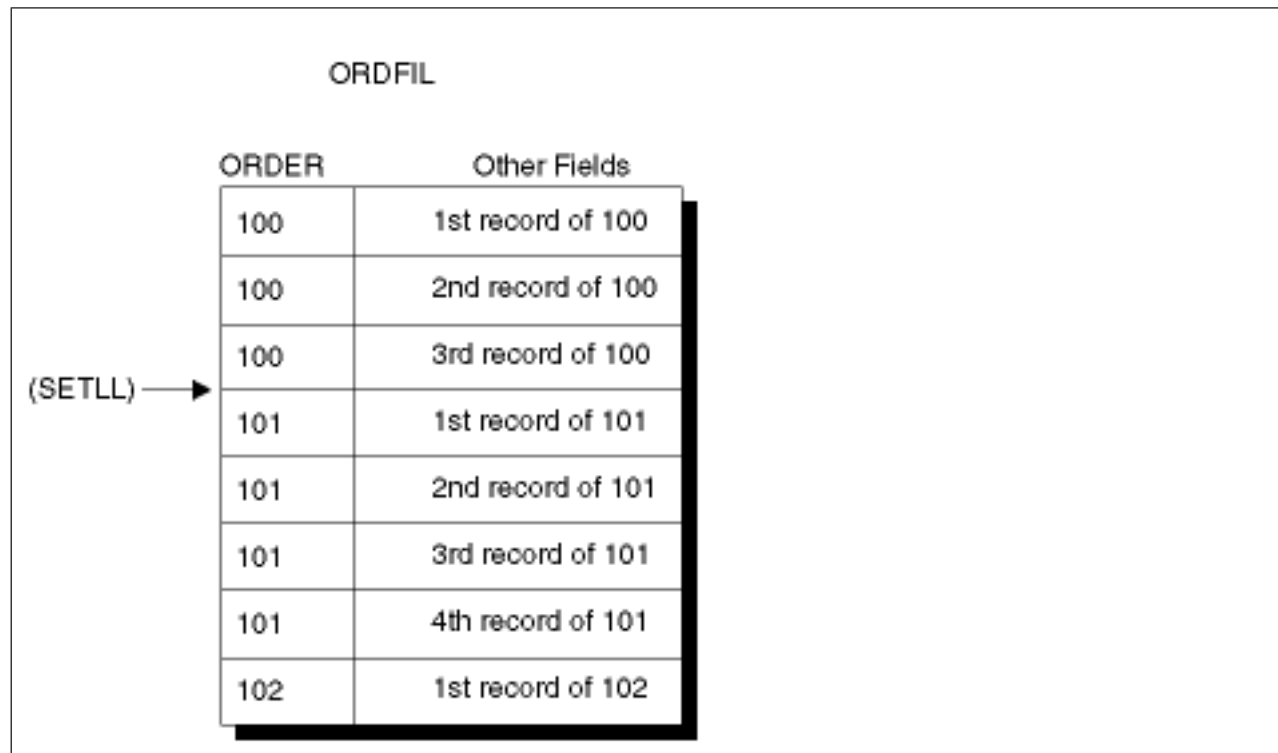 ORDFIL
ORDER Other Fields
100 1st record of 100
100 2nd record of 100
100 3rd record of 100
(SETLL)
101 1st record of 101
101 2nd record of 101
101 3rd record of 101
101 4th record of 101
102 1st record of 102